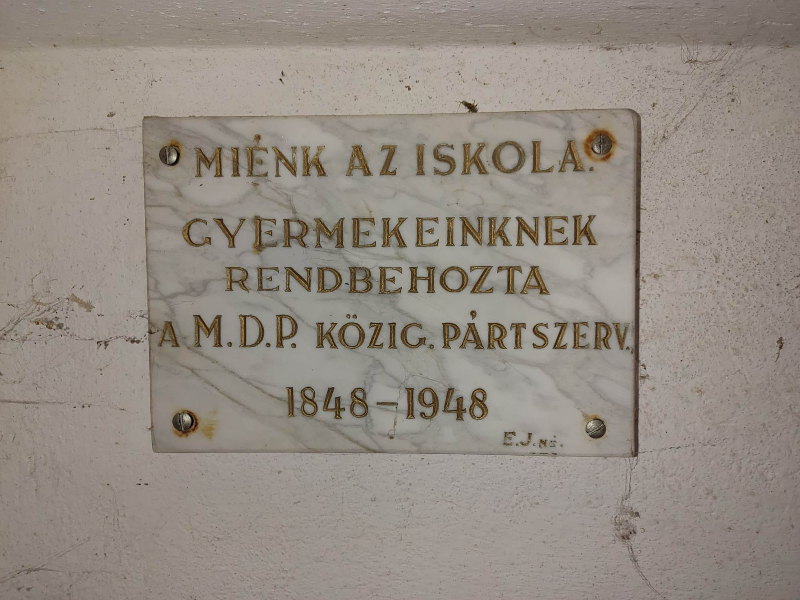 MIÉNK AZ ISKOLA.
GYERMEKEINKNEK
RENDBEHOZTA
A M.D.P. KÖZIG. PÁRTSZERV.
1848–1948
E.J.né.